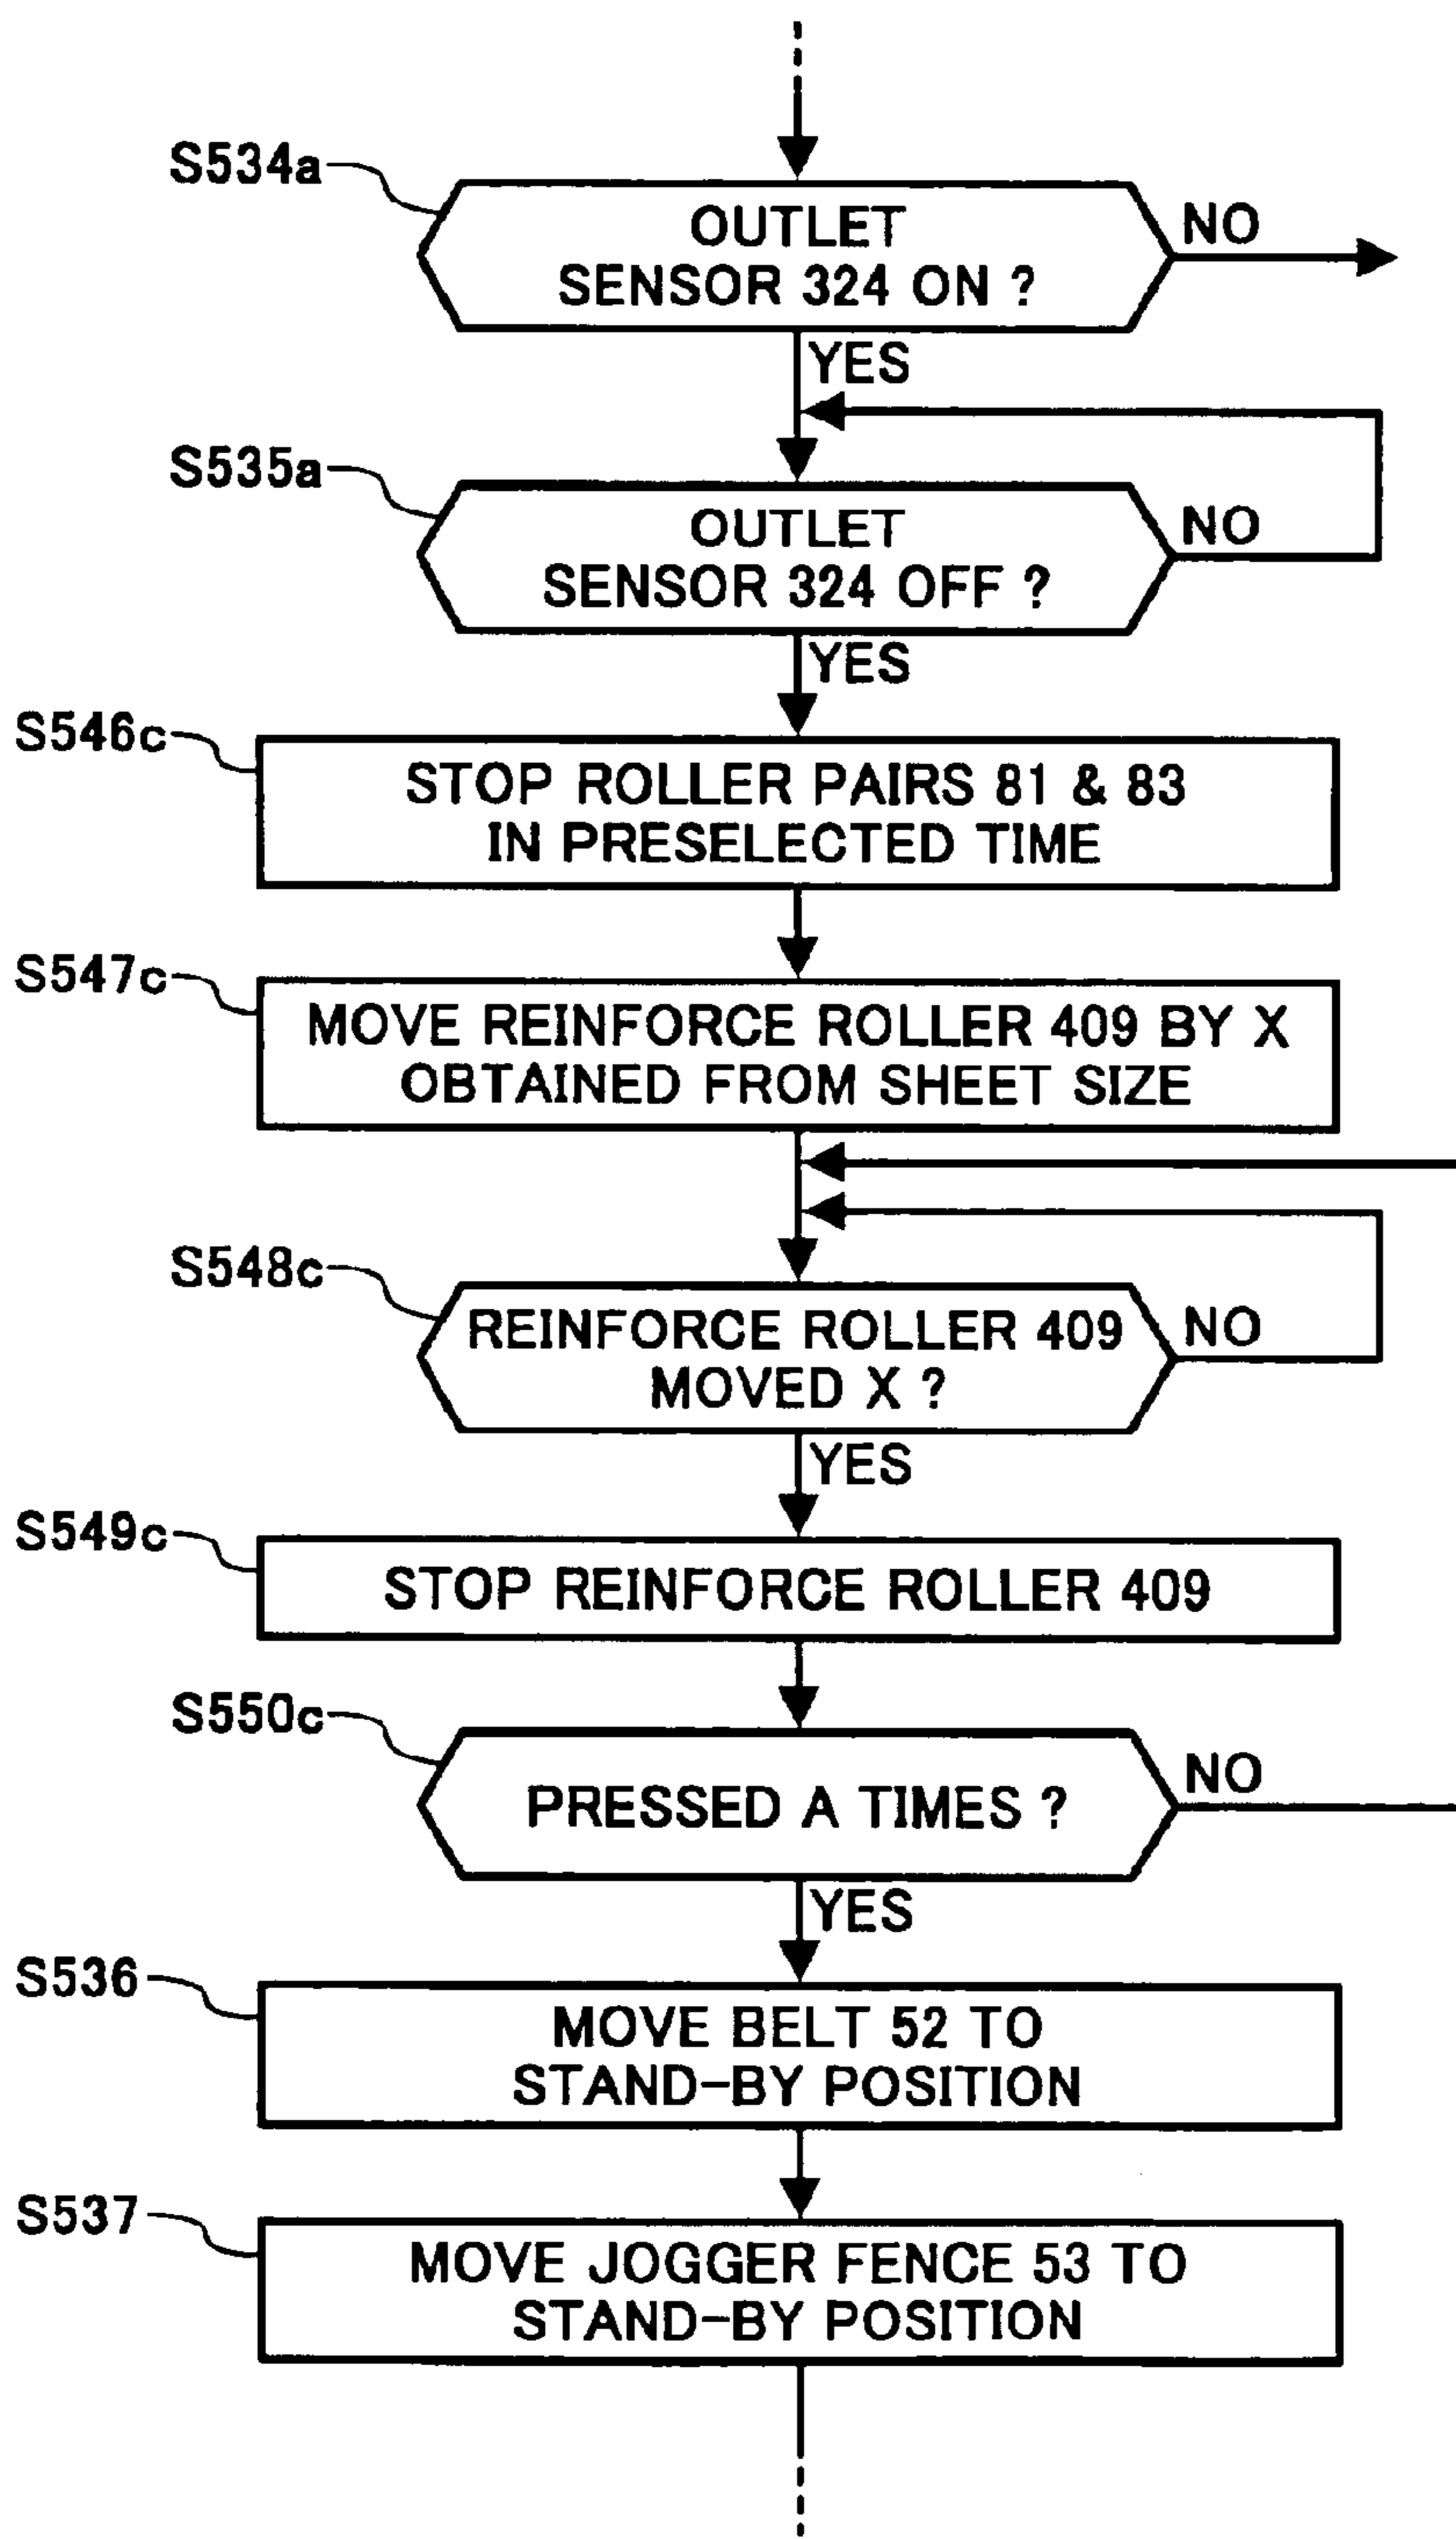 S534a
OUTLET
SENSOR 324 ON ?
NO
YES
S535a
OUTLET
SENSOR 324 OFF ?
NO
YES
S546c
STOP ROLLER PAIRS 81 & 83
IN PRESELECTED TIME
S547c
MOVE REINFORCE ROLLER 409 BY X
OBTAINED FROM SHEET SIZE
S548c
REINFORCE ROLLER 409
MOVED X ?
NO
YES
S549c
STOP REINFORCE ROLLER 409
S550c
PRESSED A TIMES ?
NO
YES
S536
MOVE BELT 52 TO
STAND-BY POSITION
S537
MOVE JOGGER FENCE 53 TO
STAND-BY POSITION